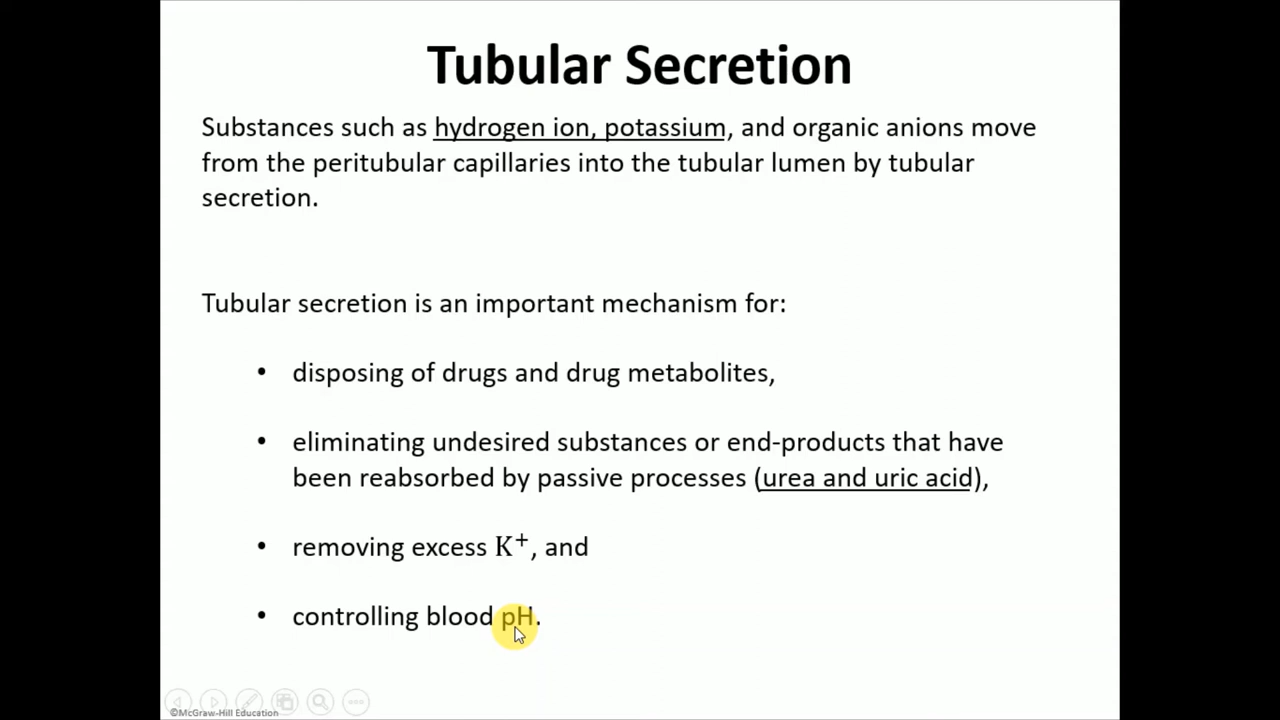 Tubular Secretion
Substances such as hydrogen ion, potassium, and organic anions move
from the peritubular capillaries into the tubular lumen by tubular
secretion.
Tubular secretion is an important mechanism for:
• disposing of drugs and drug metabolites,
• eliminating undesired substances or end-products that have
been reabsorbed by passive processes (urea and uric acid),
• removing excess K⁺, and
• controlling blood pH.
©McGraw-Hill Education